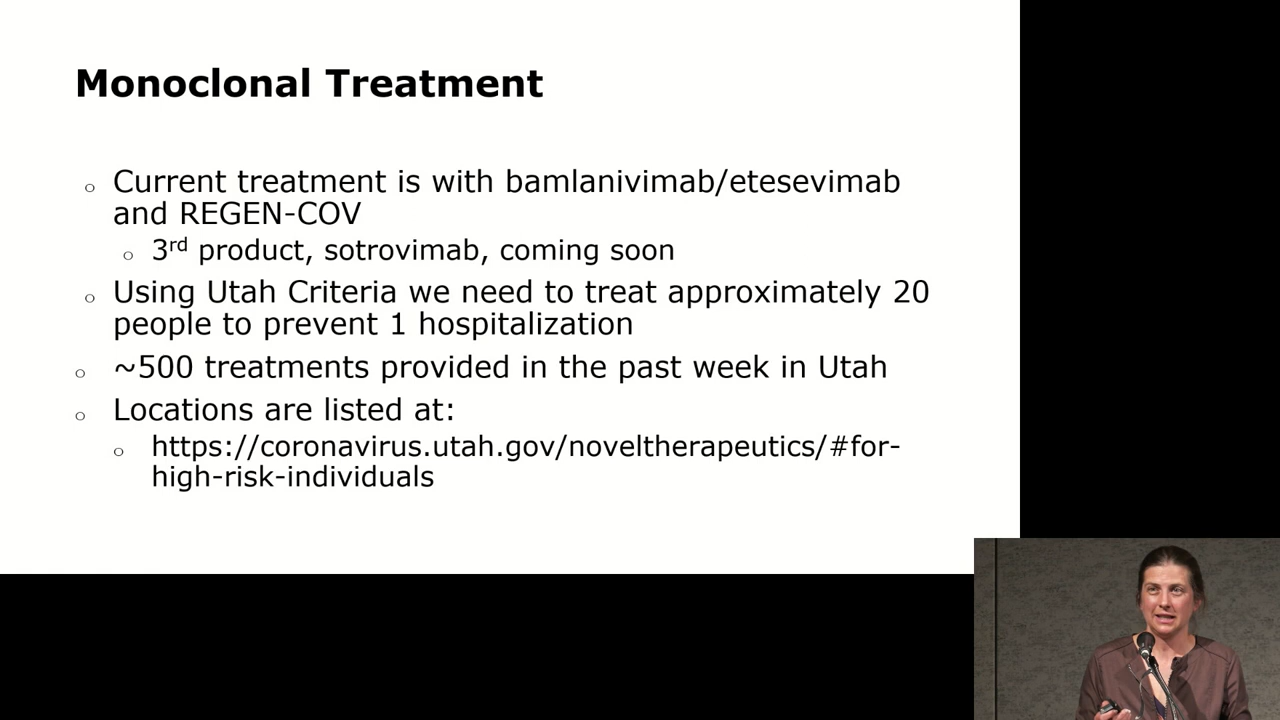 Monoclonal Treatment
Current treatment is with bamlanivimab/etesevimab
and REGEN-COV
3rd product, sotrovimab, coming soon
Using Utah Criteria we need to treat approximately 20
people to prevent 1 hospitalization
~500 treatments provided in the past week in Utah
Locations are listed at:
https://coronavirus.utah.gov/noveltherapeutics/#for-
high-risk-individuals